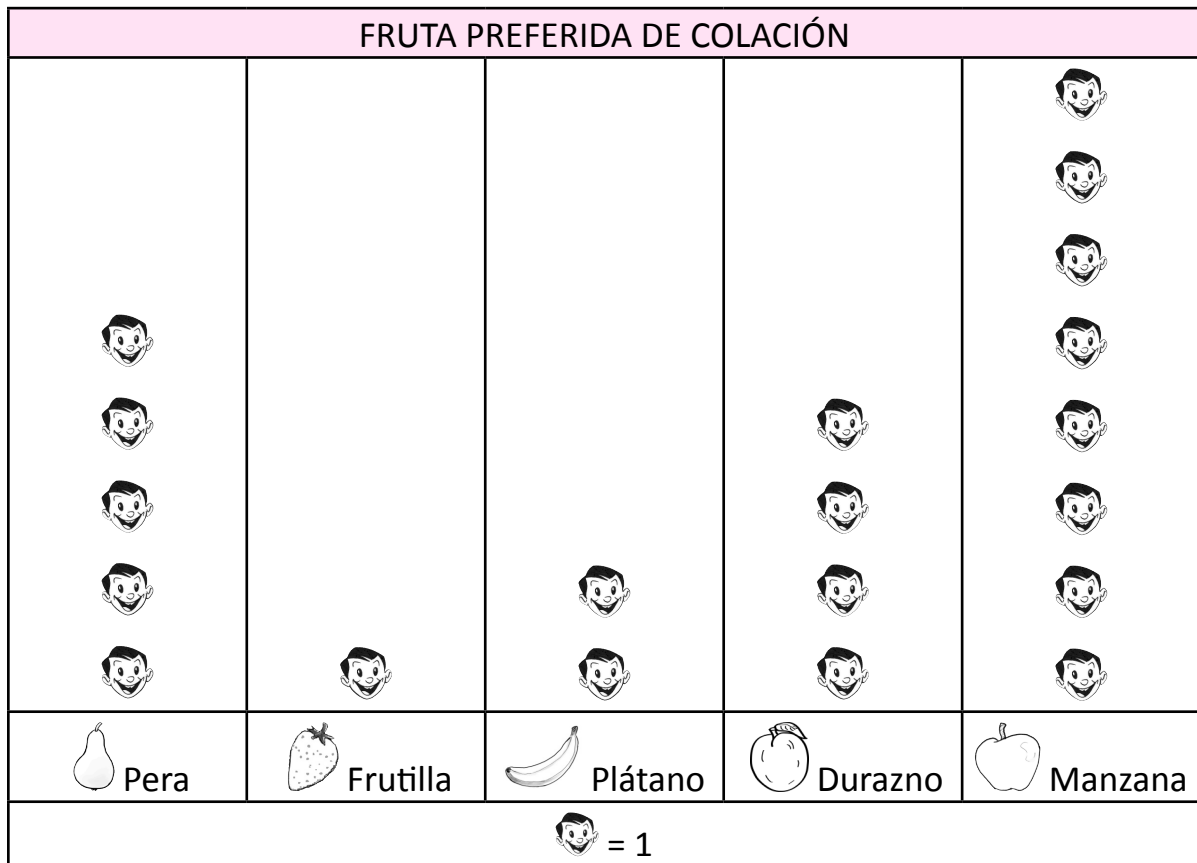 FRUTA PREFERIDA DE COLACIÓN
Pera Frutilla Plátano Durazno Manzana
= 1